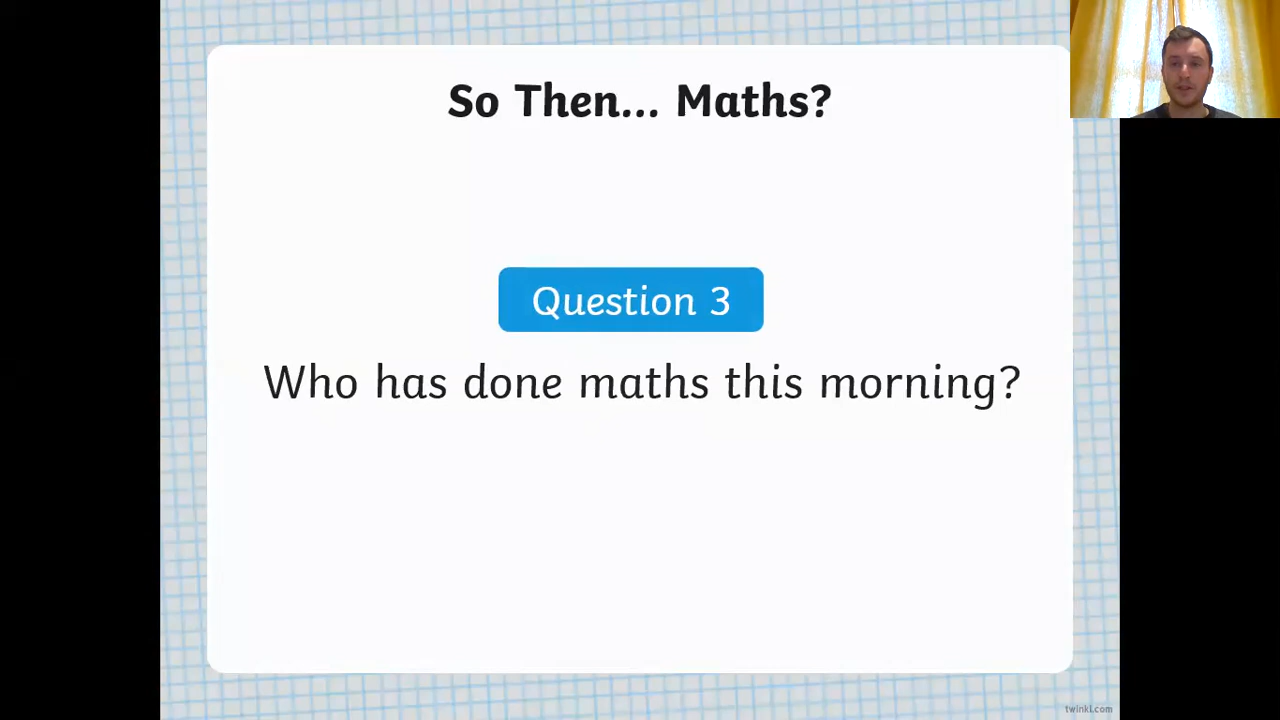 So Then... Maths?
Question 3
Who has done maths this morning?
twinkl.com